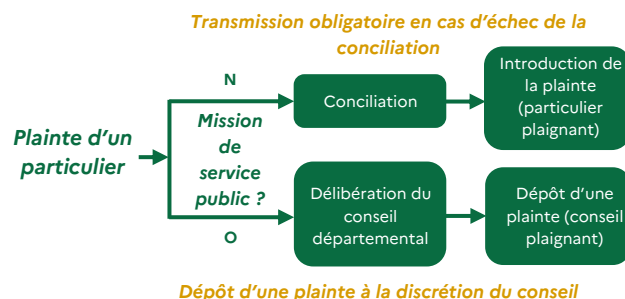 Transmission obligatoire en cas d'échec de la
conciliation
N
Conciliation
Introduction de
la plainte
(particulier
plaignant)
Plainte d'un
particulier
Mission
de
service
public ?
O
Délibération du
conseil
départemental
Dépôt d'une
plainte (conseil
plaignant)
Dépôt d'une plainte à la discrétion du conseil